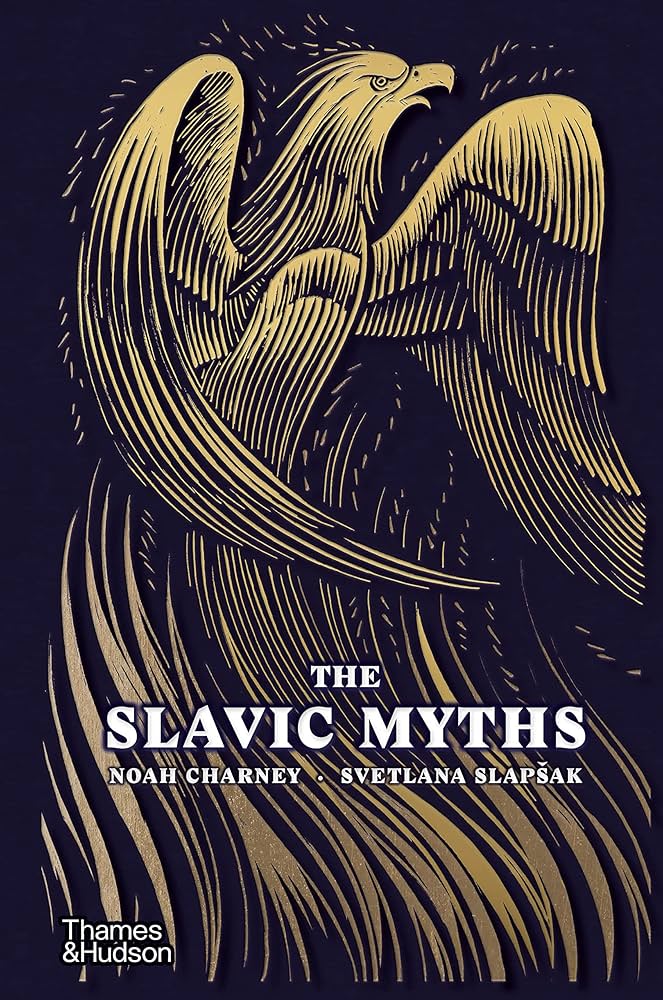 THE
SLAVIC MYTHS
NOAH CHARNEY · SVETLANA SLAPŠAK
Thames
&Hudson